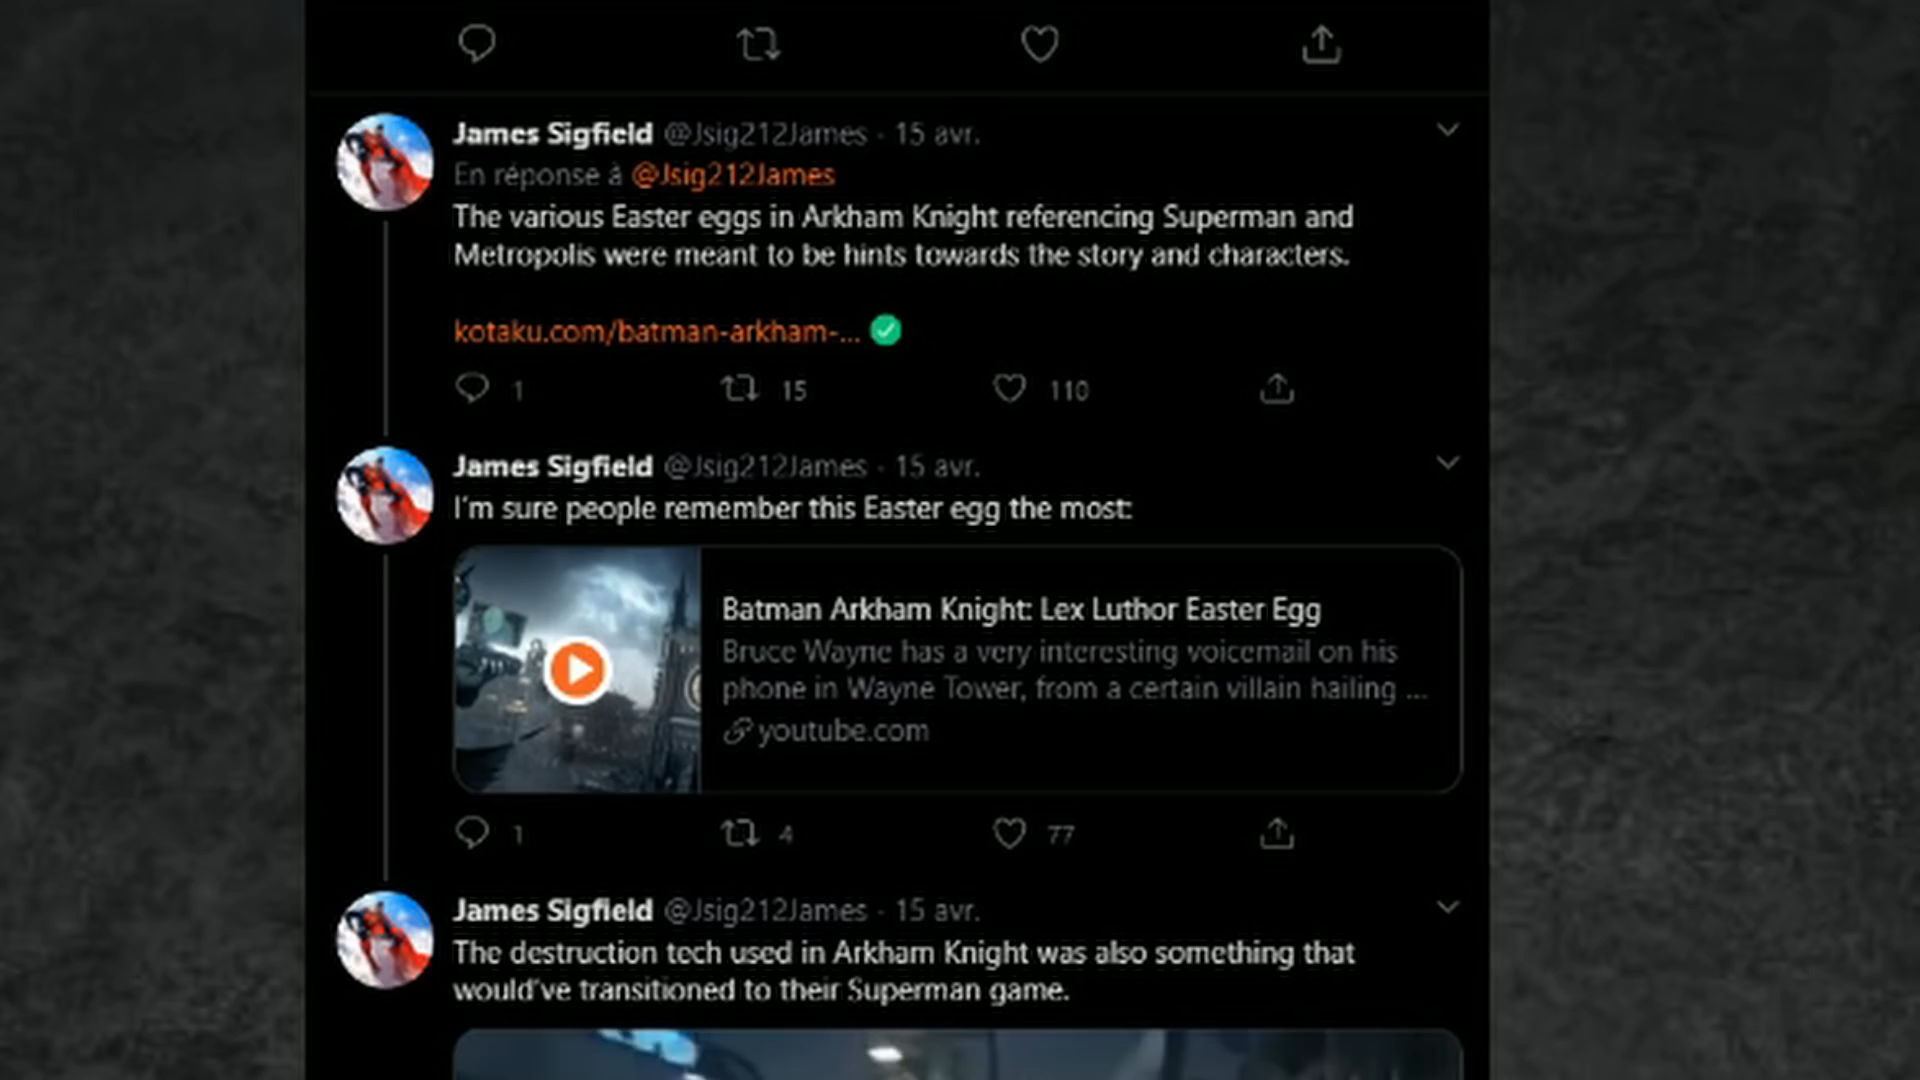 James Sigfield @Jsig212James · 15 avr.
En réponse à @Jsig212James
The various Easter eggs in Arkham Knight referencing Superman and
Metropolis were meant to be hints towards the story and characters.
kotaku.com/batman-arkham-...
1 15 110
James Sigfield @Jsig212James · 15 avr.
I'm sure people remember this Easter egg the most:
Batman Arkham Knight: Lex Luthor Easter Egg
Bruce Wayne has a very interesting voicemail on his
phone in Wayne Tower, from a certain villain hailing ...
youtube.com
1 4 77
James Sigfield @Jsig212James · 15 avr.
The destruction tech used in Arkham Knight was also something that
would've transitioned to their Superman game.